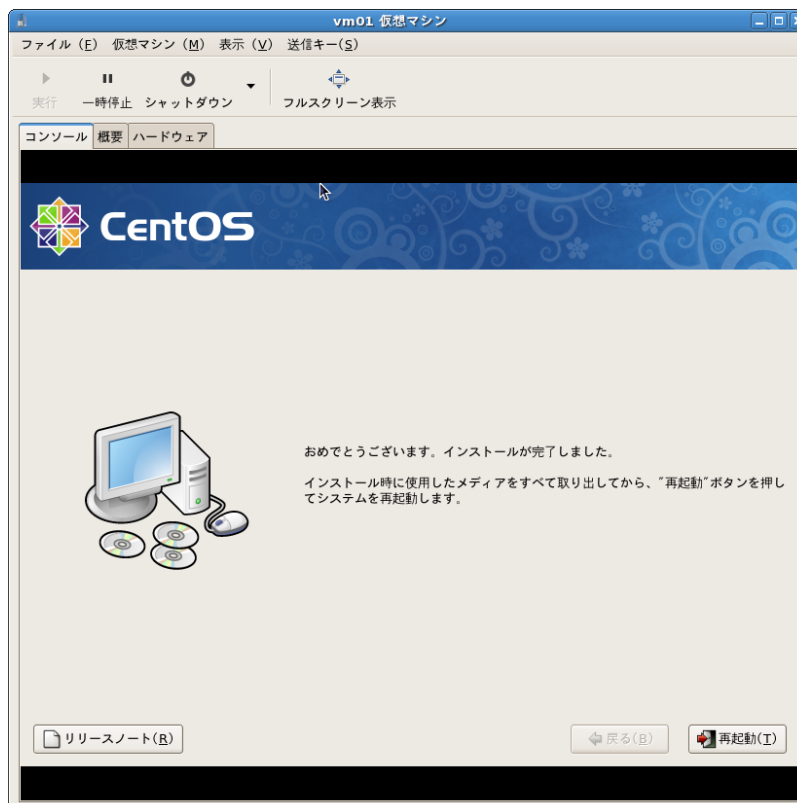 vm01 仮想マシン
ファイル (F) 仮想マシン (M) 表示 (V) 送信キー(S)
実行 一時停止 シャットダウン フルスクリーン表示
コンソール 概要 ハードウェア
CentOS
おめでとうございます。インストールが完了しました。
インストール時に使用したメディアをすべて取り出してから、"再起動"ボタンを押し
てシステムを再起動します。
リリースノート(R) 戻る(B) 再起動(T)